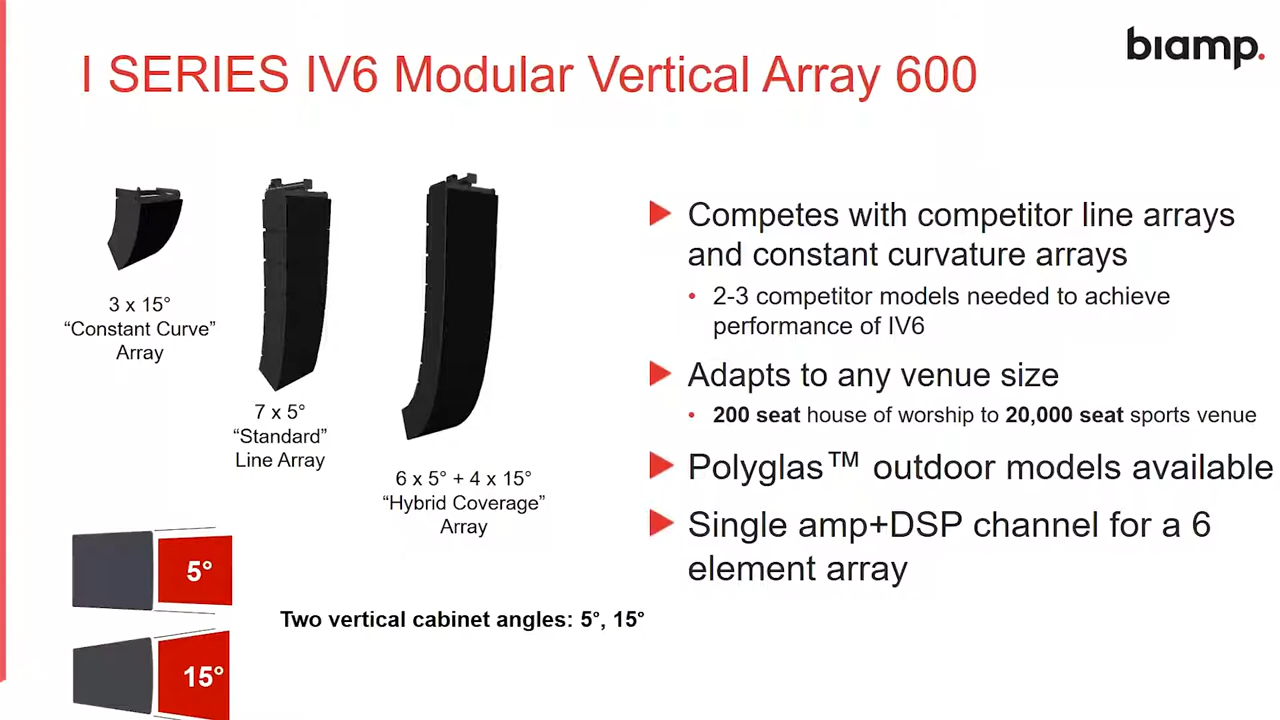 biamp.
I SERIES IV6 Modular Vertical Array 600
3 x 15°
“Constant Curve”
Array
7 x 5°
“Standard”
Line Array
6 x 5° + 4 x 15°
“Hybrid Coverage”
Array
5°
15°
Two vertical cabinet angles: 5°, 15°
Competes with competitor line arrays
and constant curvature arrays
• 2-3 competitor models needed to achieve
performance of IV6
Adapts to any venue size
• 200 seat house of worship to 20,000 seat sports venue
Polyglas™ outdoor models available
Single amp+DSP channel for a 6
element array